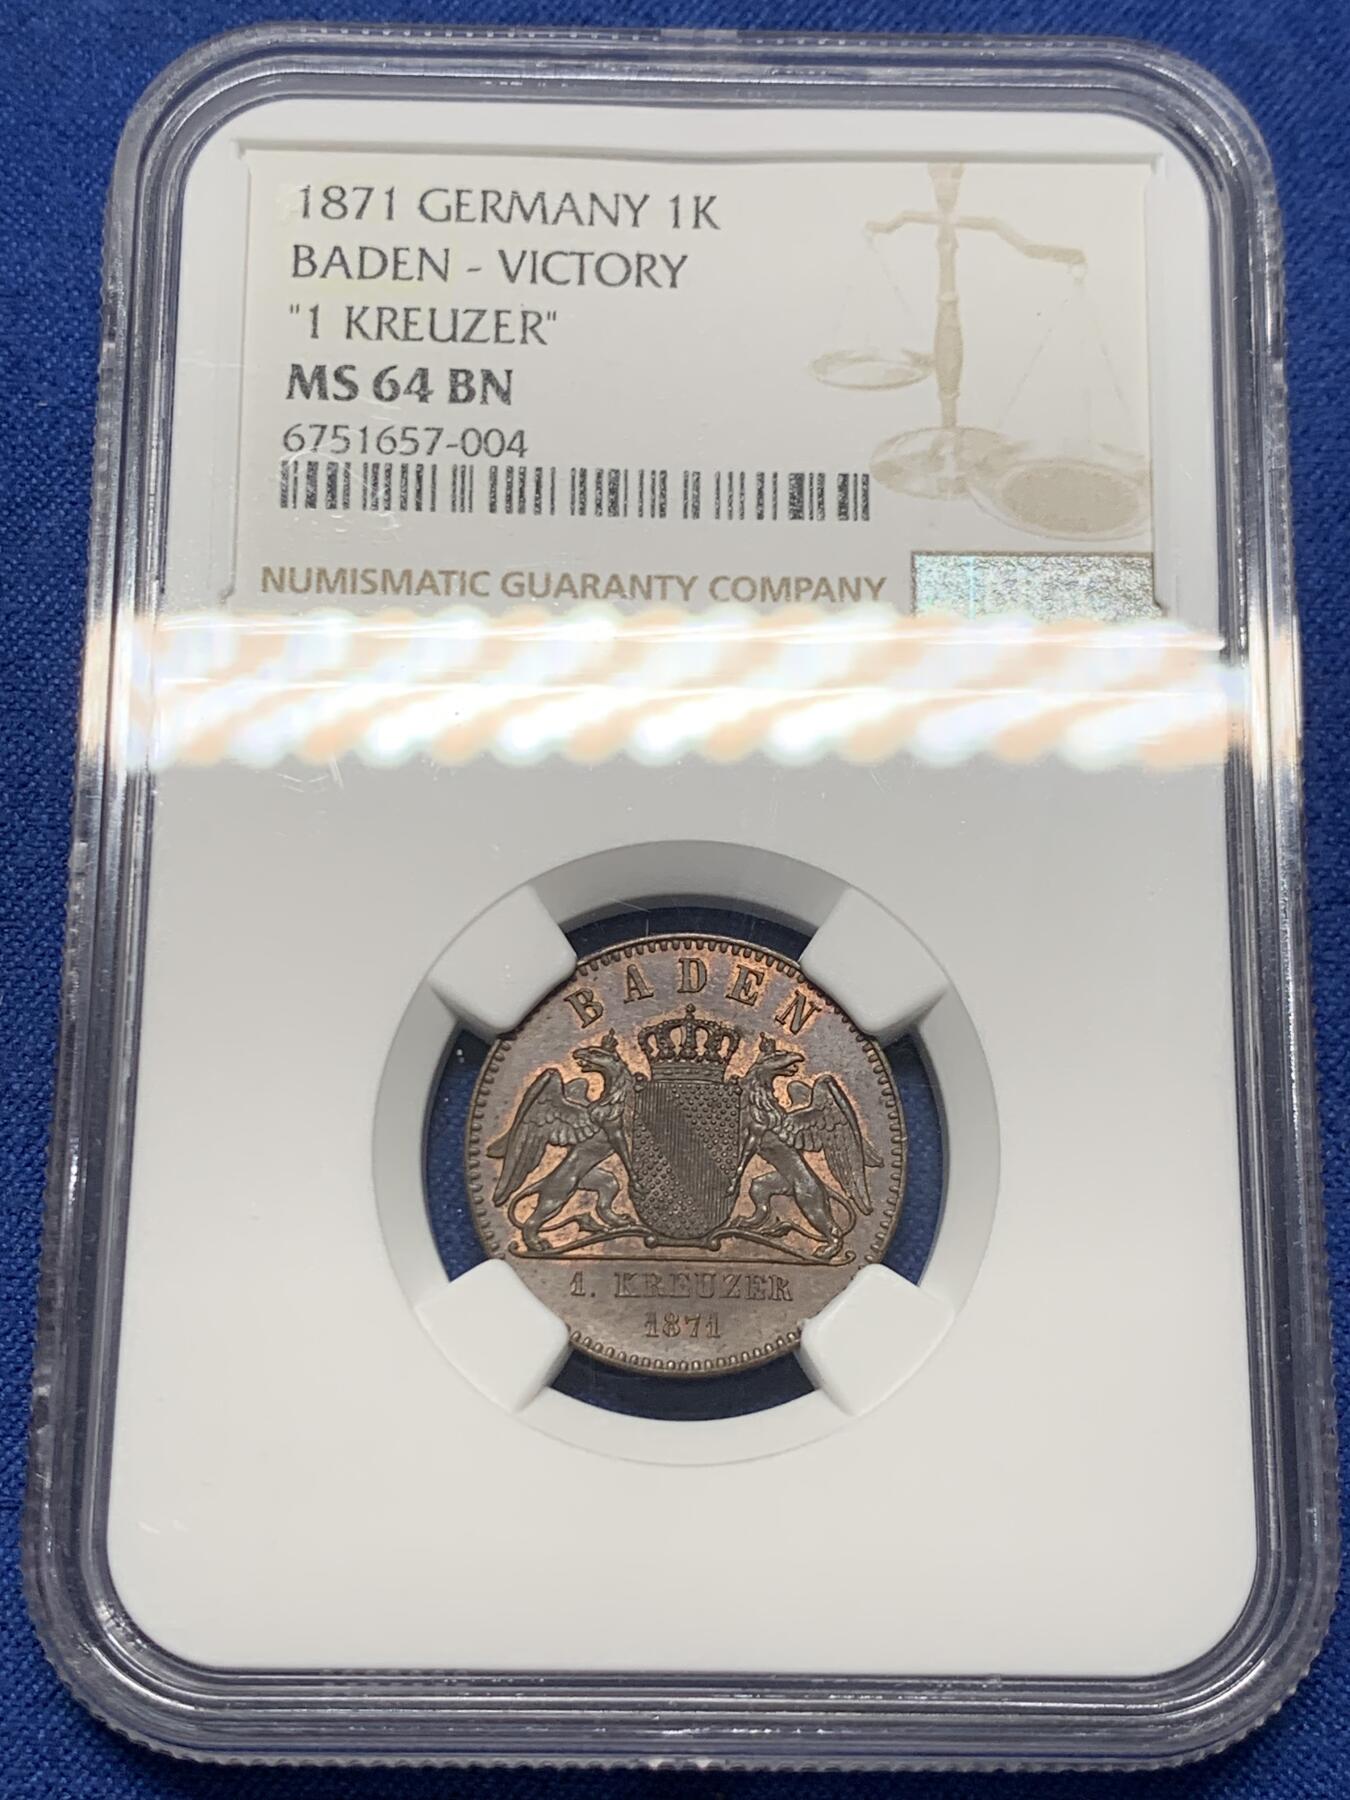 1871 GERMANY 1K
BADEN - VICTORY
"1 KREUZER"
MS 64 BN
6751657-004
NUMISMATIC GUARANTY COMPANY
BADEN
1. KREUZER
1871